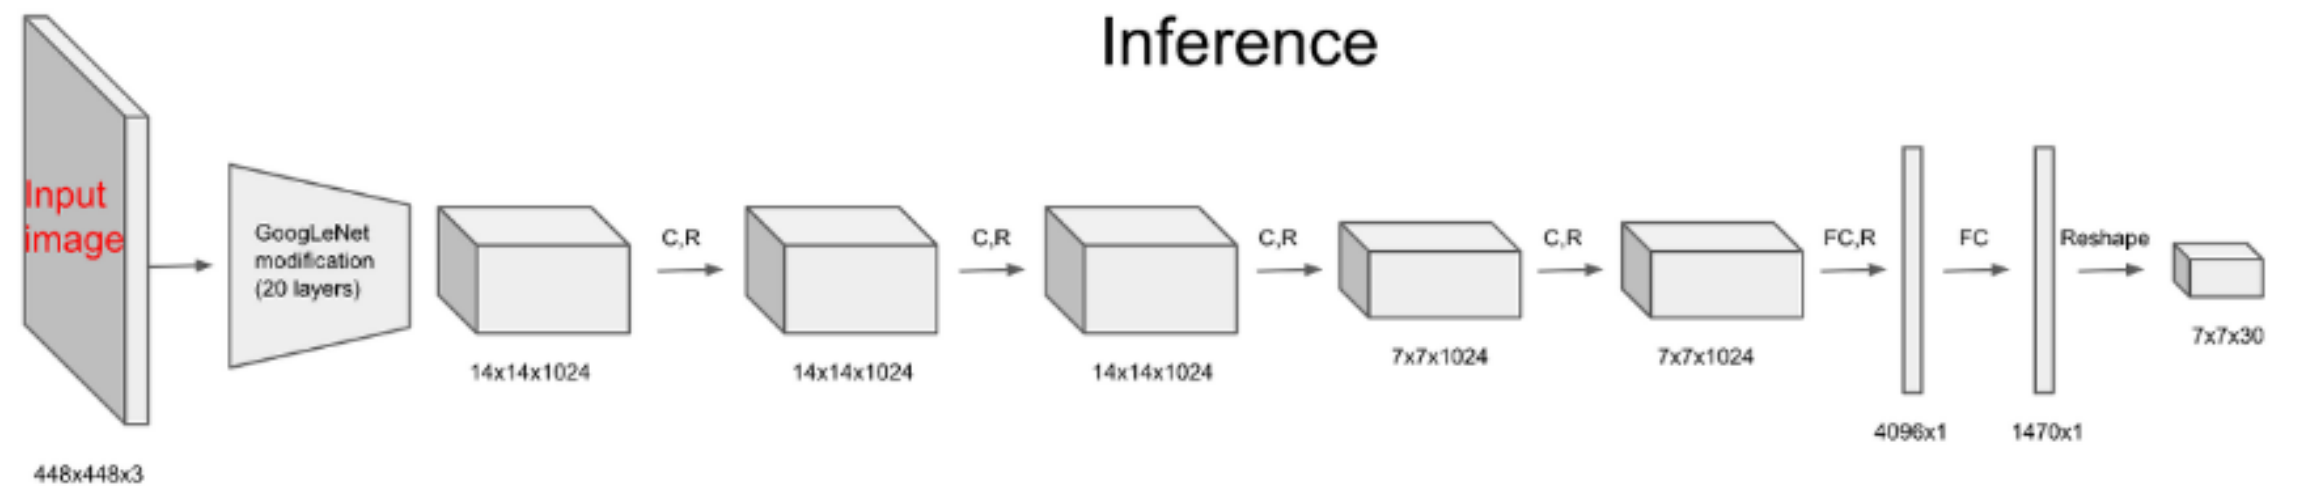 Inference
Input
image
448x448x3
GoogLeNet
modification
(20 layers)
14x14x1024
C,R
14x14x1024
C,R
14x14x1024
C,R
7x7x1024
C,R
7x7x1024
FC,R
4096x1
FC
1470x1
Reshape
7x7x30